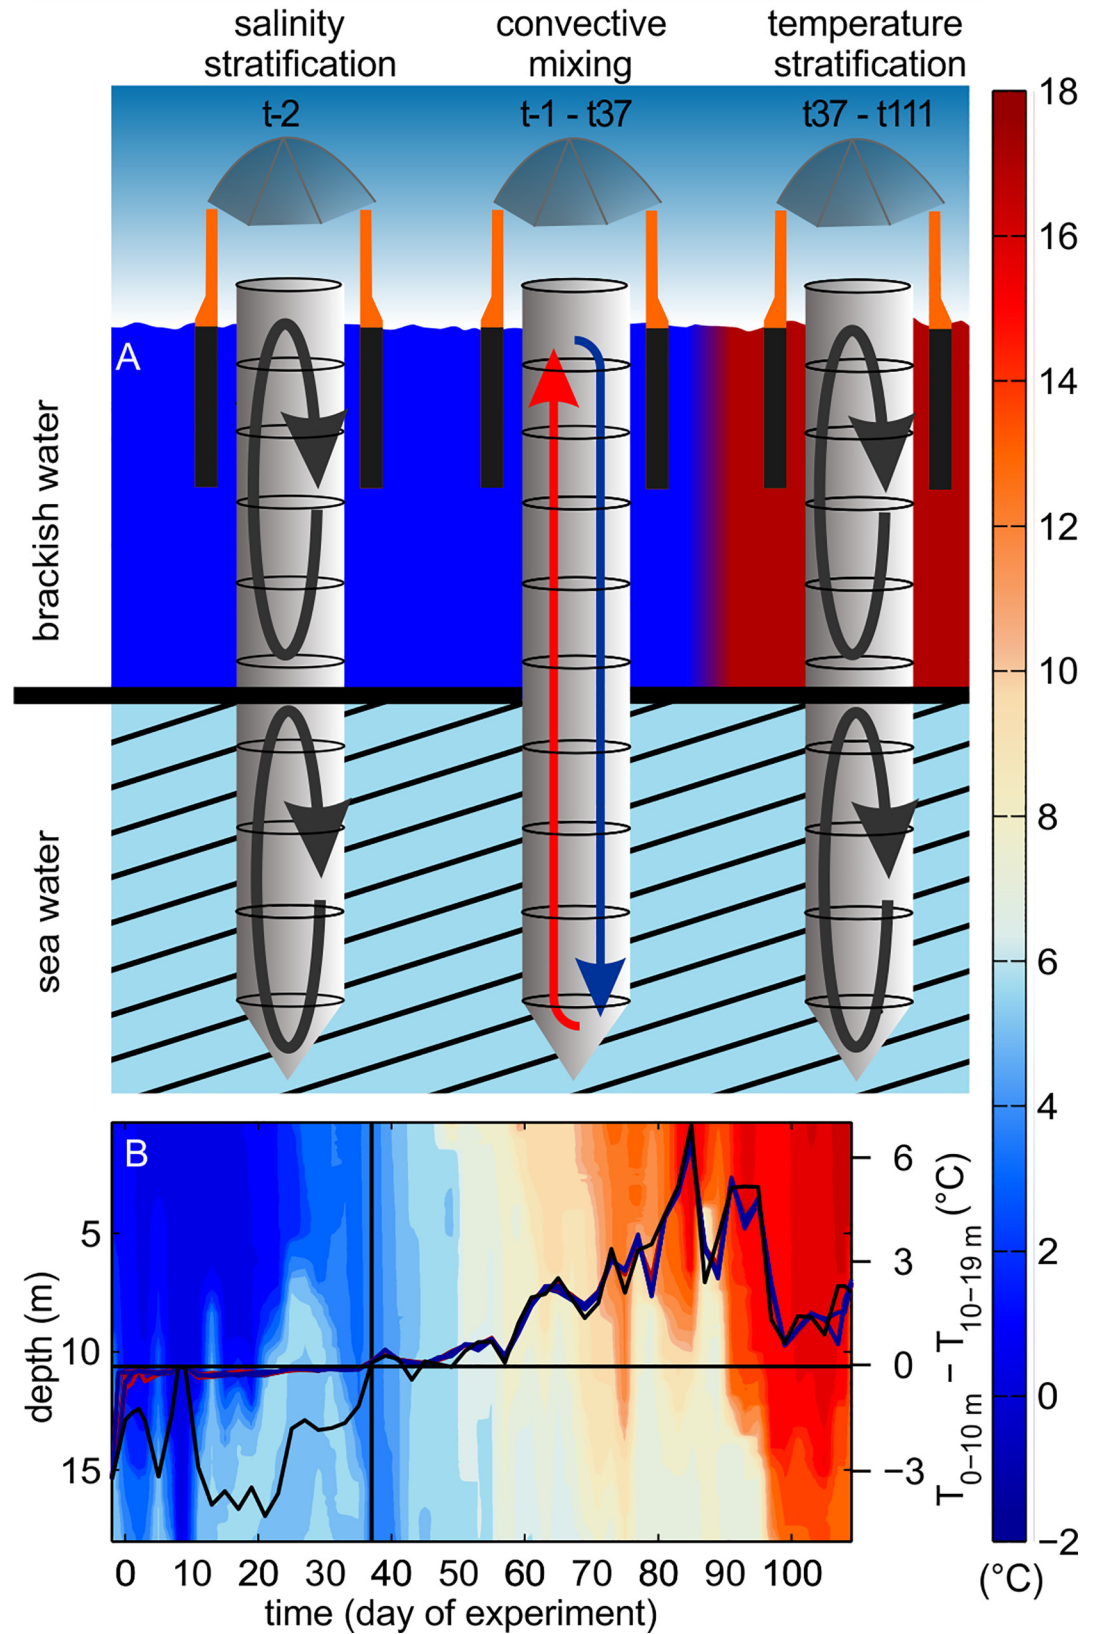 salinity
stratification
convective
mixing
temperature
stratification
t-2
t-1 - t37
t37 - t111
A
brackish water
sea water
18
16
14
12
10
8
6
4
2
0
−2
(°C)
B
5
10
15
depth (m)
6
3
0
−3
T0−10 m − T10−19 m (°C)
0 10 20 30 40 50 60 70 80 90 100
time (day of experiment)